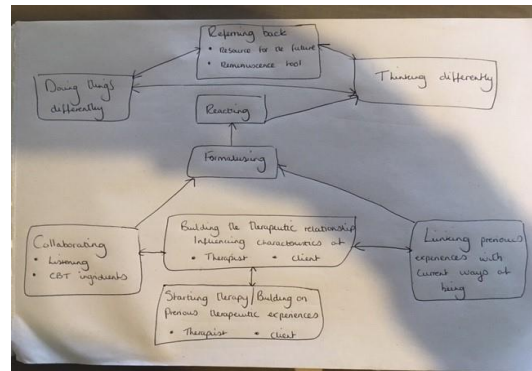 Referring back
• Resource for the future
• Reminiscence tool
Doing things
differently
Thinking differently
Reacting
Formulising
Collaborating
• Listening
• CBT ingredients
Building the therapeutic relationship
Influencing characteristics of
• Therapist • client
Linking previous
experiences with
current ways of
being
Starting Therapy/Building on
Previous therapeutic experiences
• Therapist • client